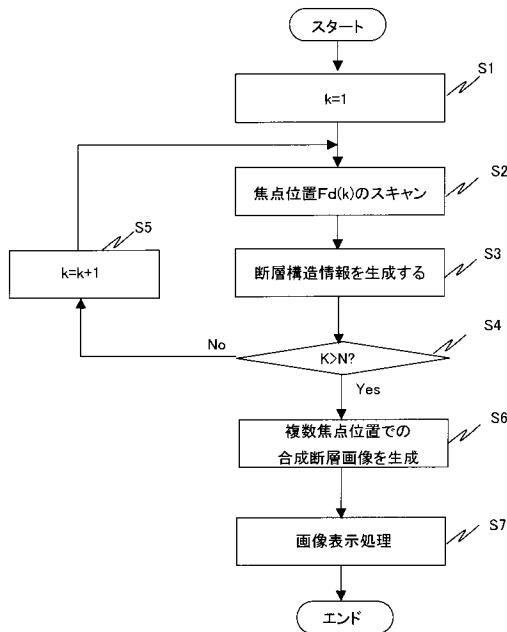 スタート
S1
k=1
S2
焦点位置Fd(k)のスキャン
S5
k=k+1
S3
断層構造情報を生成する
S4
No
K>N?
Yes
S6
複数焦点位置での
合成断層画像を生成
S7
画像表示処理
エンド